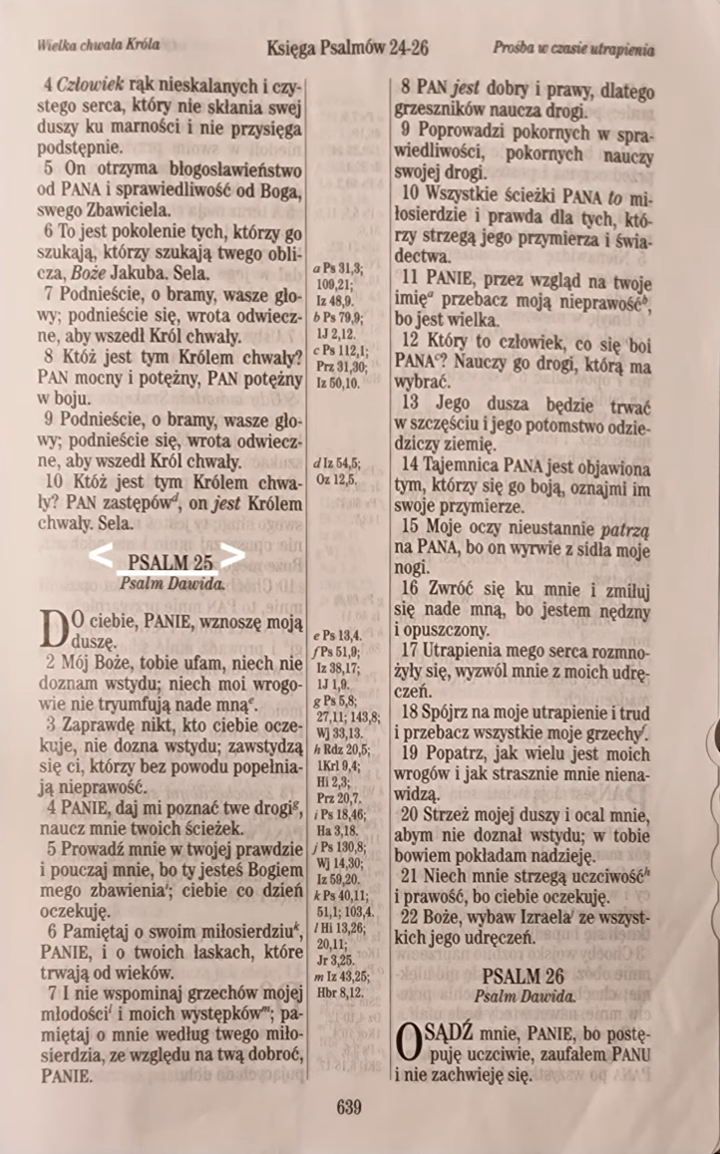 Wielka chwała Króla
Księga Psalmów 24-26
Prośba w czasie utrapienia
4 Człowiek rąk nieskalanych i czy-
stego serca, który nie skłania swej
duszy ku marności i nie przysięga
podstępnie.
5 On otrzyma błogosławieństwo
od PANA i sprawiedliwość od Boga,
swego Zbawiciela.
6 To jest pokolenie tych, którzy go
szukają, którzy szukają twego obli-
cza, Boże Jakuba. Sela.
7 Podnieście, o bramy, wasze gło-
wy; podnieście się, wrota odwiecz-
ne, aby wszedł Król chwały.
8 Któż jest tym Królem chwały?
PAN mocny i potężny, PAN potężny
w boju.
9 Podnieście, o bramy, wasze gło-
wy; podnieście się, wrota odwiecz-
ne, aby wszedł Król chwały.
10 Któż jest tym Królem chwa-
ły? PAN zastępówᵈ, on jest Królem
chwały. Sela.
< PSALM 25 >
Psalm Dawida.
DO ciebie, PANIE, wznoszę moją
duszę.
2 Mój Boże, tobie ufam, niech nie
doznam wstydu; niech moi wrogo-
wie nie tryumfują nade mnąᵉ.
3 Zaprawdę nikt, kto ciebie ocze-
kuje, nie dozna wstydu; zawstydzą
się ci, którzy bez powodu popełnia-
ją nieprawość.
4 PANIE, daj mi poznać twe drogiᵍ,
naucz mnie twoich ścieżek.
5 Prowadź mnie w twojej prawdzie
i pouczaj mnie, bo ty jesteś Bogiem
mego zbawieniaⁱ; ciebie co dzień
oczekuję.
6 Pamiętaj o swoim miłosierdziuᵏ,
PANIE, i o twoich łaskach, które
trwają od wieków.
7 I nie wspominaj grzechów mojej
młodościˡ i moich występkówᵐ; pa-
miętaj o mnie według twego miło-
sierdzia, ze względu na twą dobroć,
PANIE.
a Ps 31,3;
109,21;
Iz 48,9.
b Ps 79,9;
1J 2,12.
c Ps 112,1;
Prz 31,30;
Iz 50,10.
d Iz 54,5;
Oz 12,5.
e Ps 13,4.
f Ps 51,9;
Iz 38,17;
1J 1,9.
g Ps 5,8;
27,11; 143,8;
Wj 33,13.
h Rdz 20,5;
1Krl 9,4;
Hi 2,3;
Prz 20,7.
i Ps 18,46;
Ha 3,18.
j Ps 130,8;
Wj 14,30;
Iz 59,20.
k Ps 40,11;
51,1; 103,4.
l Hi 13,26;
20,11;
Jr 3,25.
m Iz 43,25;
Hbr 8,12.
8 PAN jest dobry i prawy, dlatego
grzeszników naucza drogi.
9 Poprowadzi pokornych w spra-
wiedliwości, pokornych nauczy
swojej drogi.
10 Wszystkie ścieżki PANA to mi-
łosierdzie i prawda dla tych, któ-
rzy strzegą jego przymierza i świa-
dectwa.
11 PANIE, przez wzgląd na twoje
imięᵃ przebacz moją nieprawośćᵇ,
bo jest wielka.
12 Który to człowiek, co się boi
PANAᶜ? Nauczy go drogi, którą ma
wybrać.
13 Jego dusza będzie trwać
w szczęściu i jego potomstwo odzie-
dziczy ziemię.
14 Tajemnica PANA jest objawiona
tym, którzy się go boją, oznajmi im
swoje przymierze.
15 Moje oczy nieustannie patrzą
na PANA, bo on wyrwie z sidła moje
nogi.
16 Zwróć się ku mnie i zmiłuj
się nade mną, bo jestem nędzny
i opuszczony.
17 Utrapienia mego serca rozmno-
żyły się, wyzwól mnie z moich udrę-
czeń.
18 Spójrz na moje utrapienie i trud
i przebacz wszystkie moje grzechyᶠ.
19 Popatrz, jak wielu jest moich
wrogów i jak strasznie mnie niena-
widzą.
20 Strzeż mojej duszy i ocal mnie,
abym nie doznał wstydu; w tobie
bowiem pokładam nadzieję.
21 Niech mnie strzegą uczciwośćʰ
i prawość, bo ciebie oczekuję.
22 Boże, wybaw Izraelaʲ ze wszyst-
kich jego udręczeń.
PSALM 26
Psalm Dawida.
OSĄDŹ mnie, PANIE, bo postę-
puję uczciwie, zaufałem PANU
i nie zachwieję się.
639